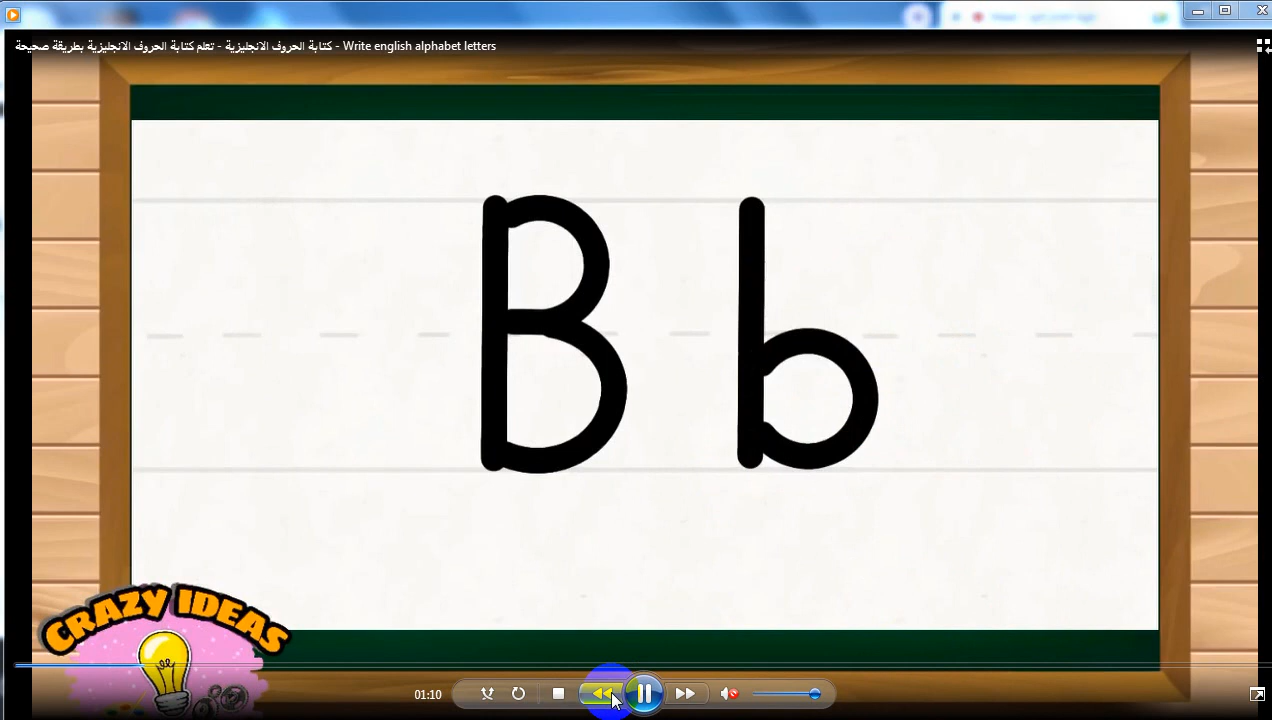 كتابة الحروف الانجليزية - تعلم كتابة الحروف الانجليزية بطريقة صحيحة - Write english alphabet letters
B b
CRAZY IDEAS
01:10